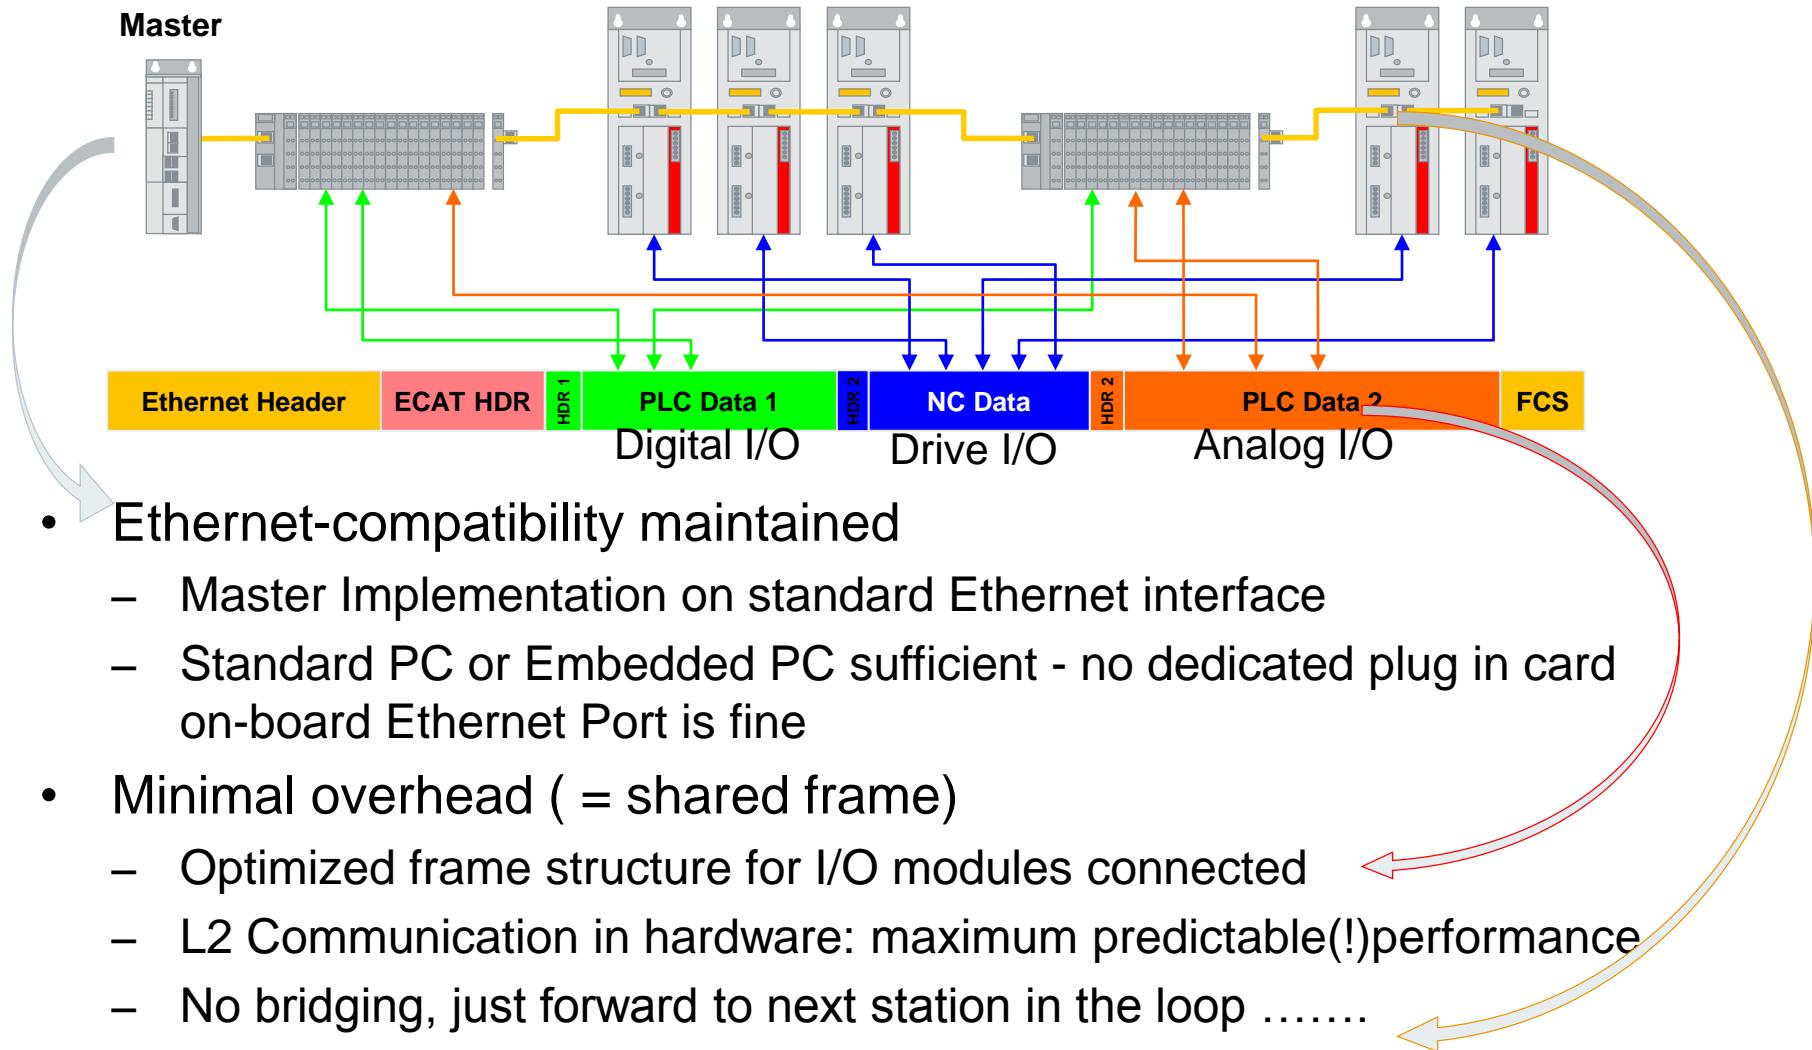 Master
Ethernet Header ECAT HDR HDR 1 PLC Data 1 HDR 2 NC Data HDR 2 PLC Data 2 FCS
Digital I/O Drive I/O Analog I/O
• Ethernet-compatibility maintained
– Master Implementation on standard Ethernet interface
– Standard PC or Embedded PC sufficient - no dedicated plug in card
on-board Ethernet Port is fine
• Minimal overhead ( = shared frame)
– Optimized frame structure for I/O modules connected
– L2 Communication in hardware: maximum predictable(!)performance
– No bridging, just forward to next station in the loop …….